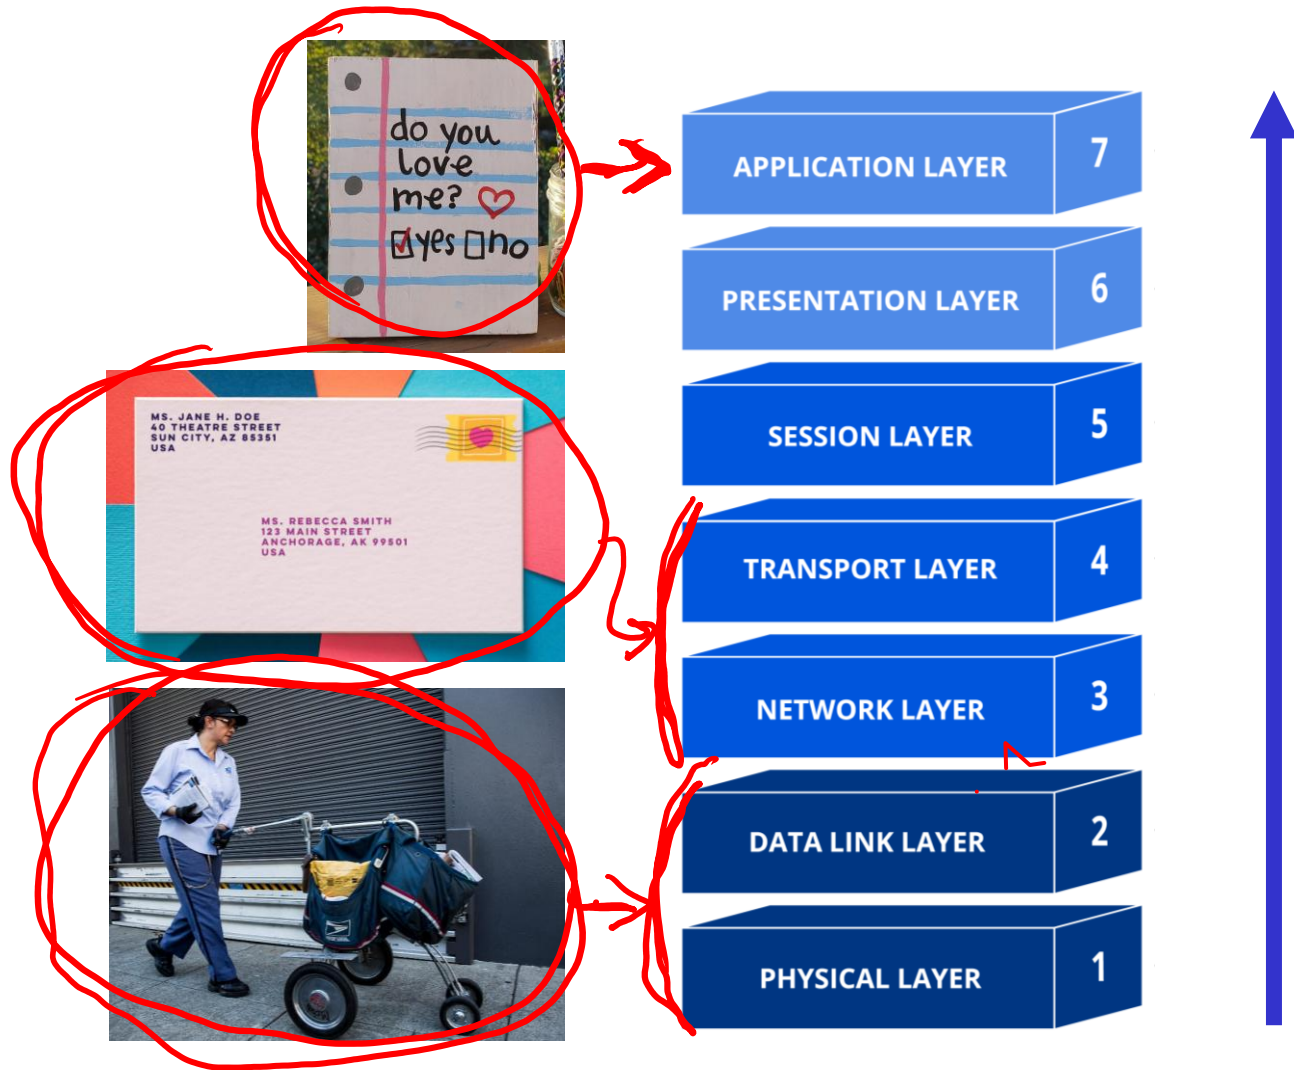 do you
love
me?
yes no
MS. JANE H. DOE
40 THEATRE STREET
SUN CITY, AZ 85351
USA
MS. REBECCA SMITH
123 MAIN STREET
ANCHORAGE, AK 99501
USA
APPLICATION LAYER 7
PRESENTATION LAYER 6
SESSION LAYER 5
TRANSPORT LAYER 4
NETWORK LAYER 3
DATA LINK LAYER 2
PHYSICAL LAYER 1